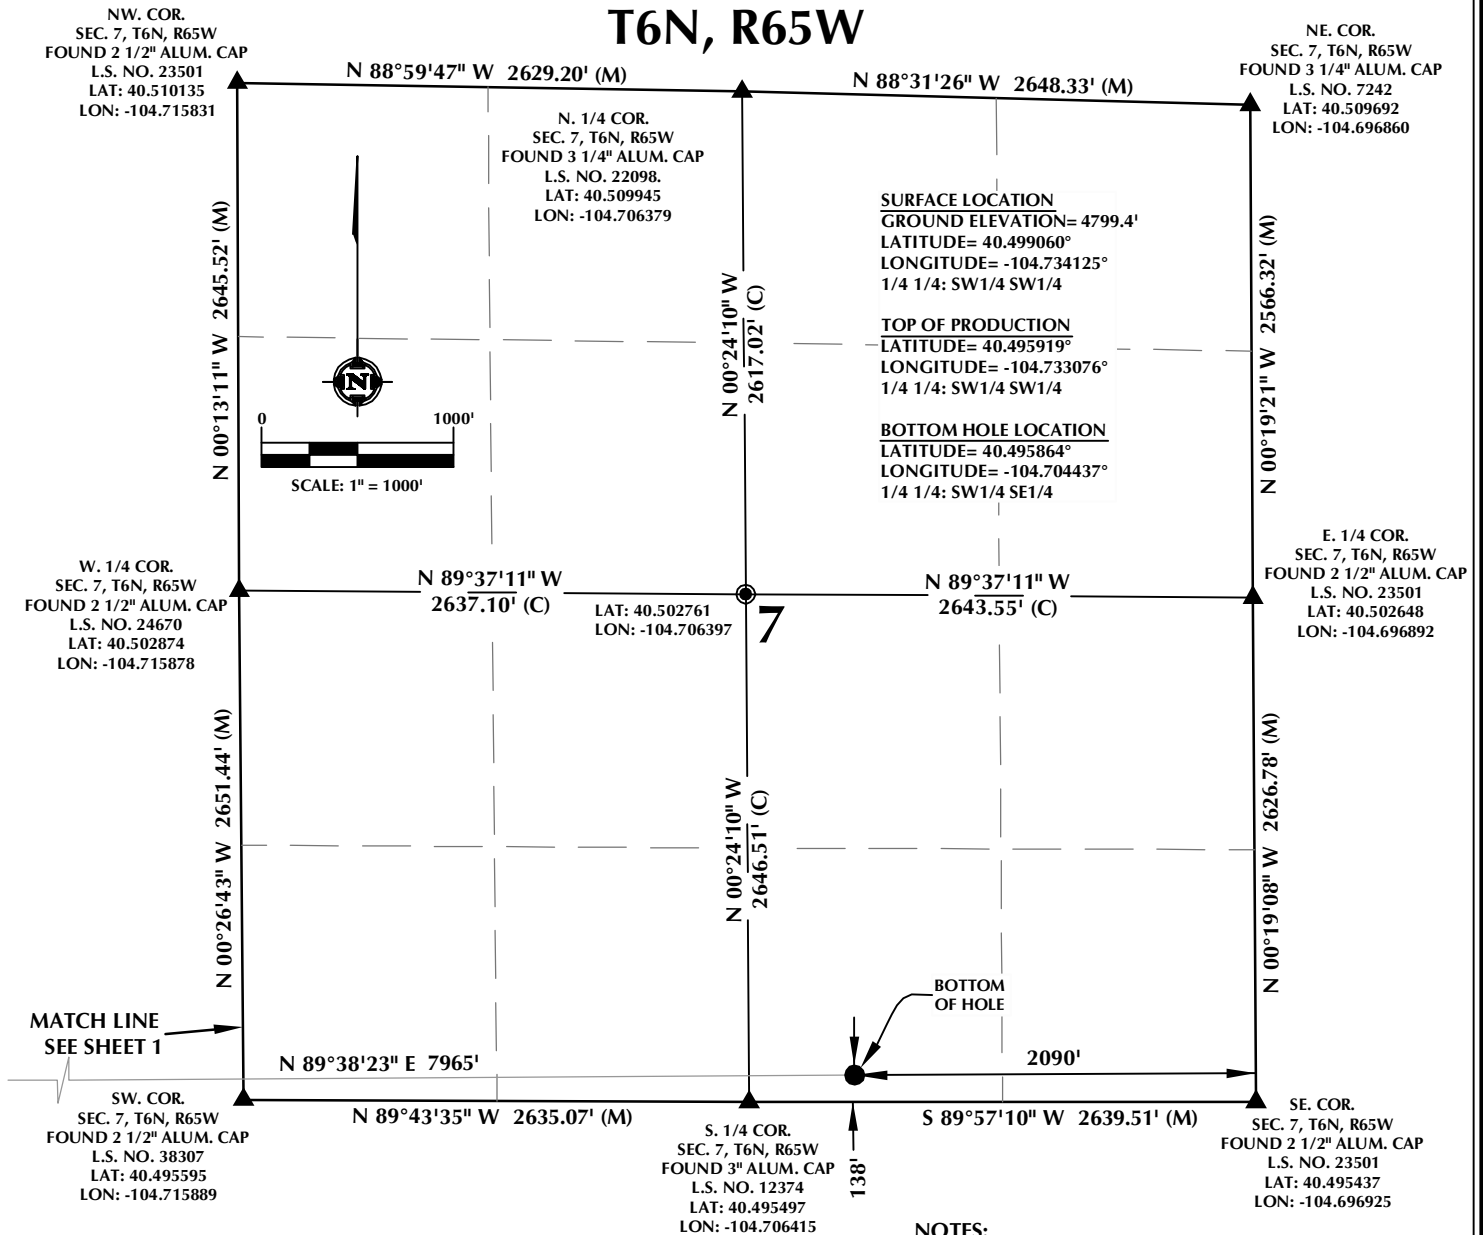 T6N, R65W
NW. COR.
SEC. 7, T6N, R65W
FOUND 2 1/2" ALUM. CAP
L.S. NO. 23501
LAT: 40.510135
LON: -104.715831
N 88°59'47" W 2629.20' (M)
N 88°31'26" W 2648.33' (M)
NE. COR.
SEC. 7, T6N, R65W
FOUND 3 1/4" ALUM. CAP
L.S. NO. 7242
LAT: 40.509692
LON: -104.696860
N. 1/4 COR.
SEC. 7, T6N, R65W
FOUND 3 1/4" ALUM. CAP
L.S. NO. 22098.
LAT: 40.509945
LON: -104.706379
SURFACE LOCATION
GROUND ELEVATION= 4799.4'
LATITUDE= 40.499060°
LONGITUDE= -104.734125°
1/4 1/4: SW1/4 SW1/4
TOP OF PRODUCTION
LATITUDE= 40.495919°
LONGITUDE= -104.733076°
1/4 1/4: SW1/4 SW1/4
BOTTOM HOLE LOCATION
LATITUDE= 40.495864°
LONGITUDE= -104.704437°
1/4 1/4: SW1/4 SE1/4
N 00°13'11" W 2645.52' (M)
N
0 1000'
SCALE: 1" = 1000'
N 00°24'10" W
2617.02' (C)
N 00°19'21" W 2566.32' (M)
W. 1/4 COR.
SEC. 7, T6N, R65W
FOUND 2 1/2" ALUM. CAP
L.S. NO. 24670
LAT: 40.502874
LON: -104.715878
N 89°37'11" W
2637.10' (C)
LAT: 40.502761
LON: -104.706397
7
N 89°37'11" W
2643.55' (C)
E. 1/4 COR.
SEC. 7, T6N, R65W
FOUND 2 1/2" ALUM. CAP
L.S. NO. 23501
LAT: 40.502648
LON: -104.696892
N 00°26'43" W 2651.44' (M)
N 00°24'10" W
2646.51' (C)
N 00°19'08" W 2626.78' (M)
MATCH LINE
SEE SHEET 1
BOTTOM
OF HOLE
N 89°38'23" E 7965'
2090'
SW. COR.
SEC. 7, T6N, R65W
FOUND 2 1/2" ALUM. CAP
L.S. NO. 38307
LAT: 40.495595
LON: -104.715889
N 89°43'35" W 2635.07' (M)
S 89°57'10" W 2639.51' (M)
S. 1/4 COR.
SEC. 7, T6N, R65W
FOUND 3" ALUM. CAP
L.S. NO. 12374
LAT: 40.495497
LON: -104.706415
138'
SE. COR.
SEC. 7, T6N, R65W
FOUND 2 1/2" ALUM. CAP
L.S. NO. 23501
LAT: 40.495437
LON: -104.696925
NOTES: